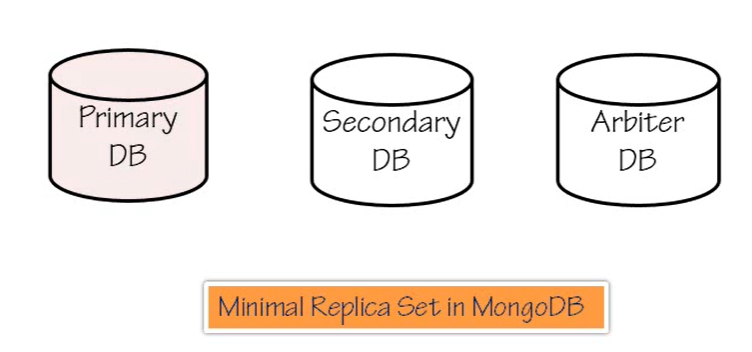 Primary
DB
Secondary
DB
Arbiter
DB
Minimal Replica Set in MongoDB